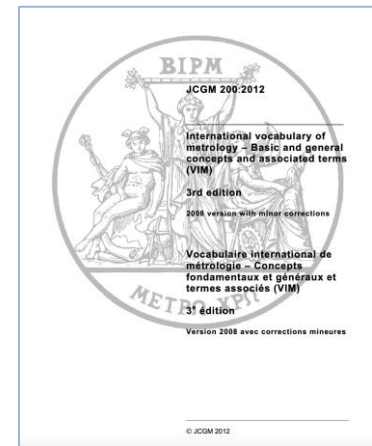 BIPM
JCGM 200:2012
International vocabulary of
metrology – Basic and general
concepts and associated terms
(VIM)
3rd edition
2008 version with minor corrections
Vocabulaire international de
métrologie – Concepts
fondamentaux et généraux et
termes associés (VIM)
3ᵉ édition
Version 2008 avec corrections mineures
METRO ΧΡΩ
© JCGM 2012